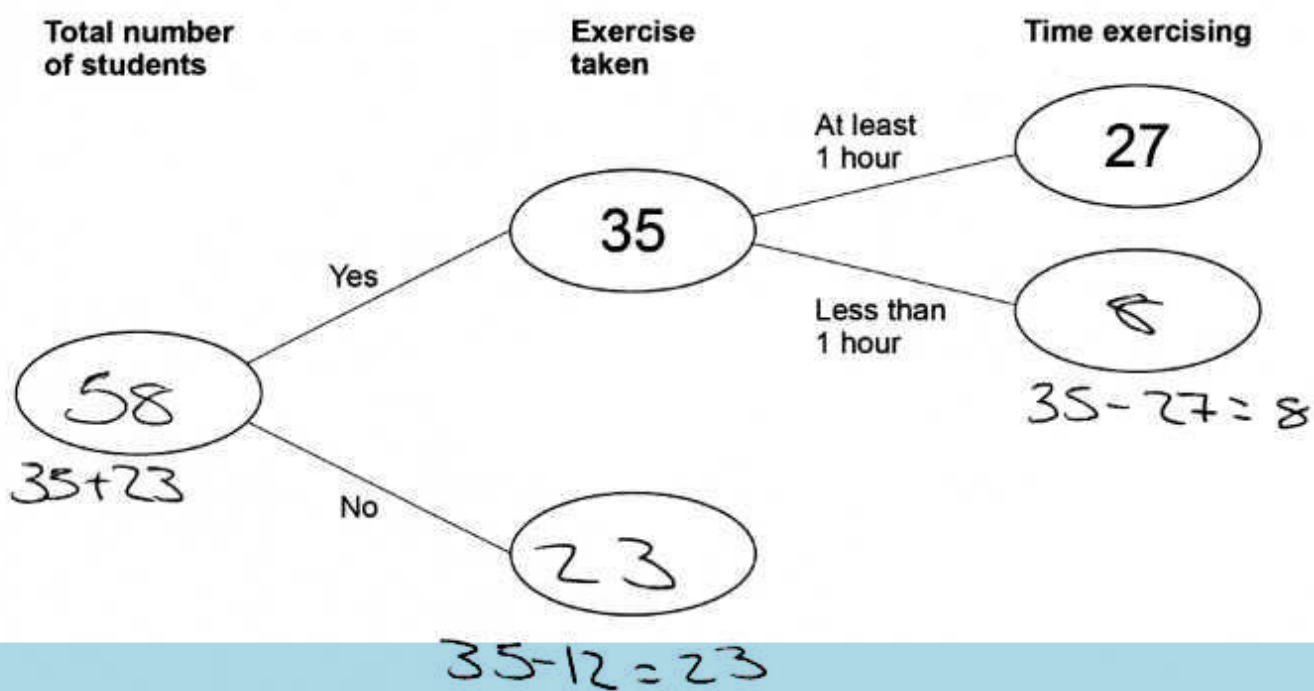 Total number
of students
Exercise
taken
Time exercising
At least
1 hour
27
35
Yes
Less than
1 hour
8
35-27=8
58
35+23
No
23
35-12=23